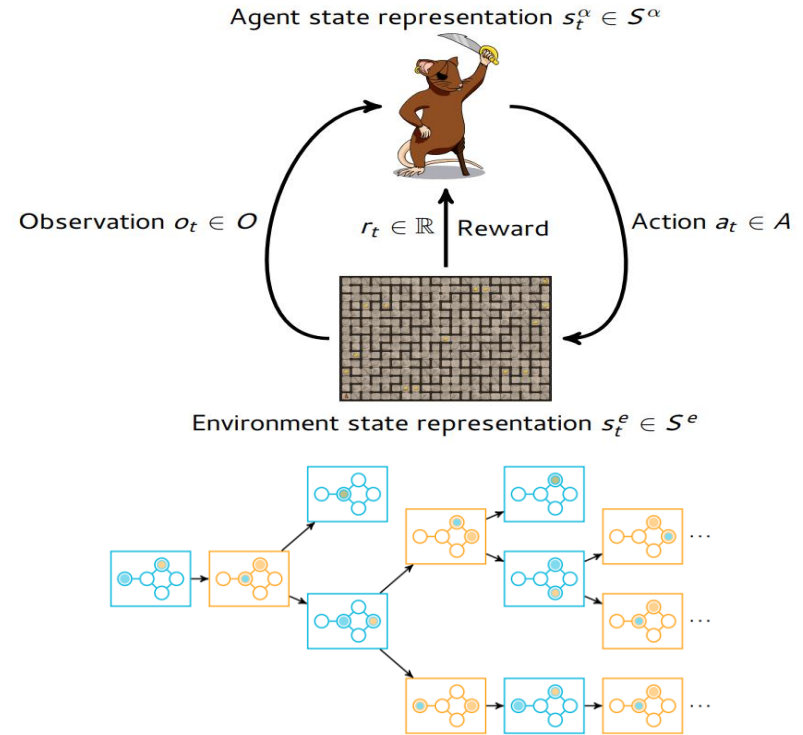 Agent state representation $s_t^\alpha \in S^\alpha$
Observation $o_t \in O$
$r_t \in \mathbb{R}$ Reward
Action $a_t \in A$
Environment state representation $s_t^e \in S^e$
...
...
...